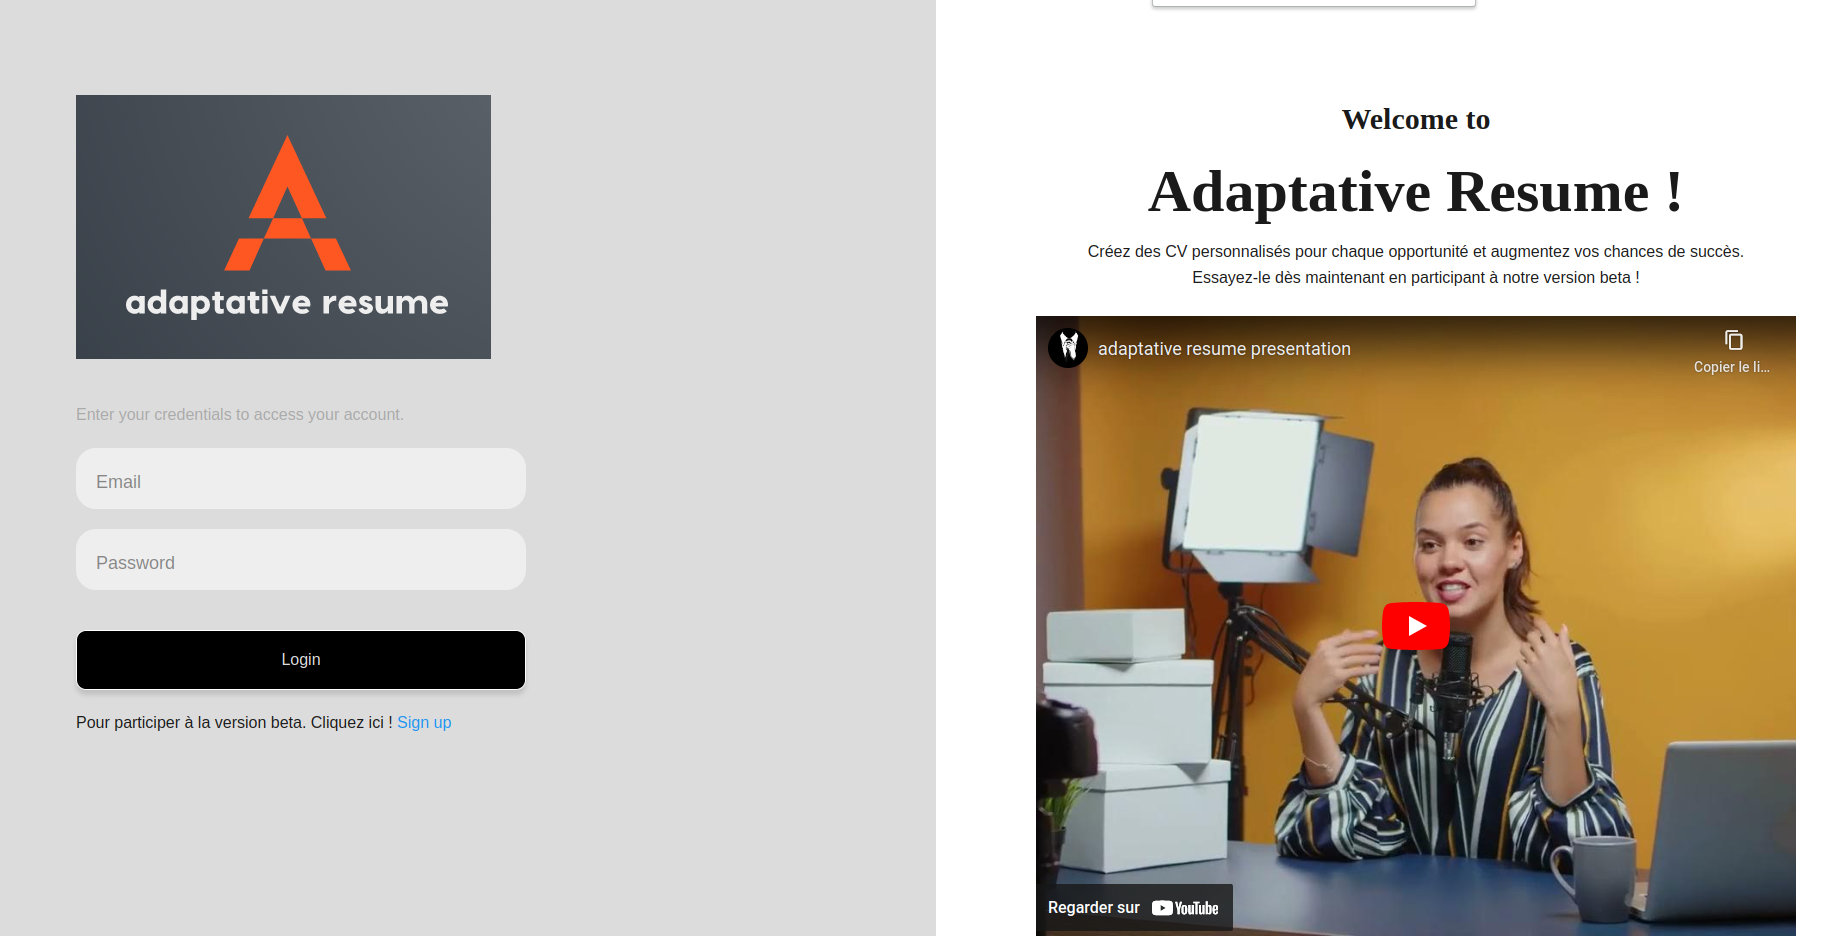 adaptative resume
Enter your credentials to access your account.
Email
Password
Login
Pour participer à la version beta. Cliquez ici ! Sign up
Welcome to
Adaptative Resume !
Créez des CV personnalisés pour chaque opportunité et augmentez vos chances de succès.
Essayez-le dès maintenant en participant à notre version beta !
adaptative resume presentation
Copier le li...
Regarder sur YouTube